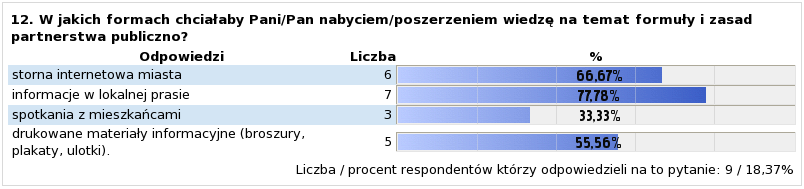 12. W jakich formach chciałaby Pani/Pan nabyciem/poszerzeniem wiedzę na temat formuły i zasad
partnerstwa publiczno?
Odpowiedzi Liczba %
storna internetowa miasta 6 66,67%
informacje w lokalnej prasie 7 77,78%
spotkania z mieszkańcami 3 33,33%
drukowane materiały informacyjne (broszury,
plakaty, ulotki). 5 55,56%
Liczba / procent respondentów którzy odpowiedzieli na to pytanie: 9 / 18,37%